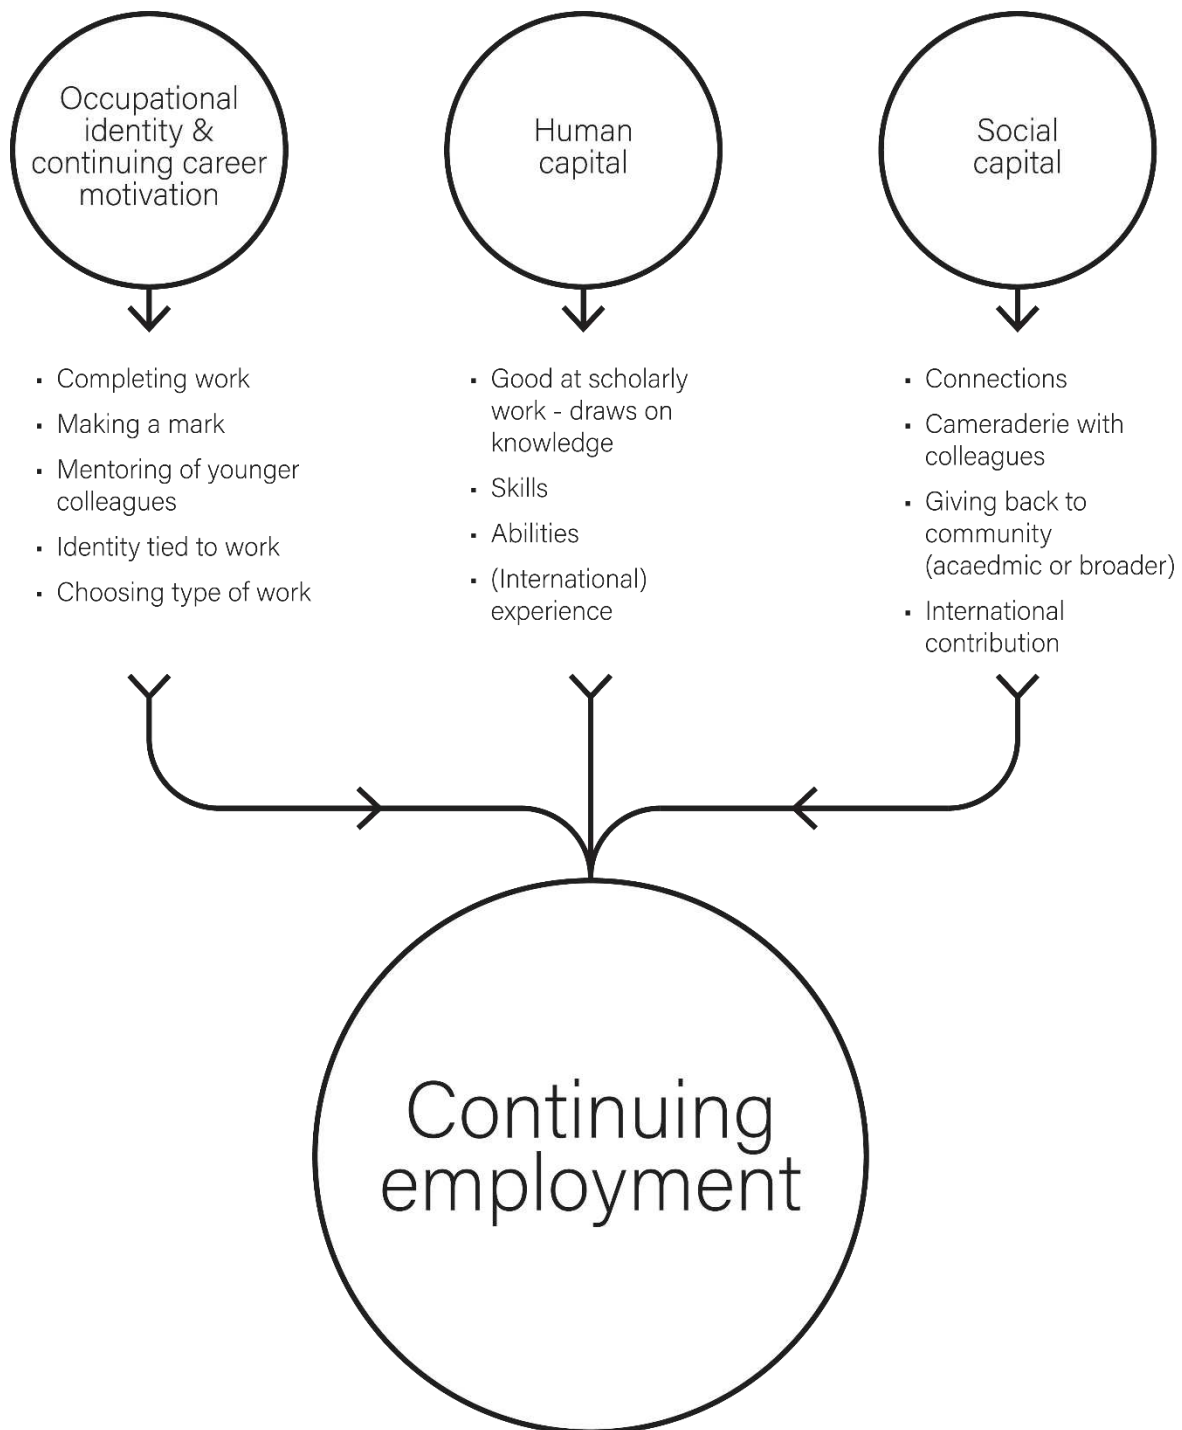 Occupational
identity &
continuing career
motivation
Human
capital
Social
capital
▪ Completing work
▪ Making a mark
▪ Mentoring of younger
colleagues
▪ Identity tied to work
▪ Choosing type of work
▪ Good at scholarly
work - draws on
knowledge
▪ Skills
▪ Abilities
▪ (International)
experience
▪ Connections
▪ Cameraderie with
colleagues
▪ Giving back to
community
(acaedmic or broader)
▪ International
contribution
Continuing
employment